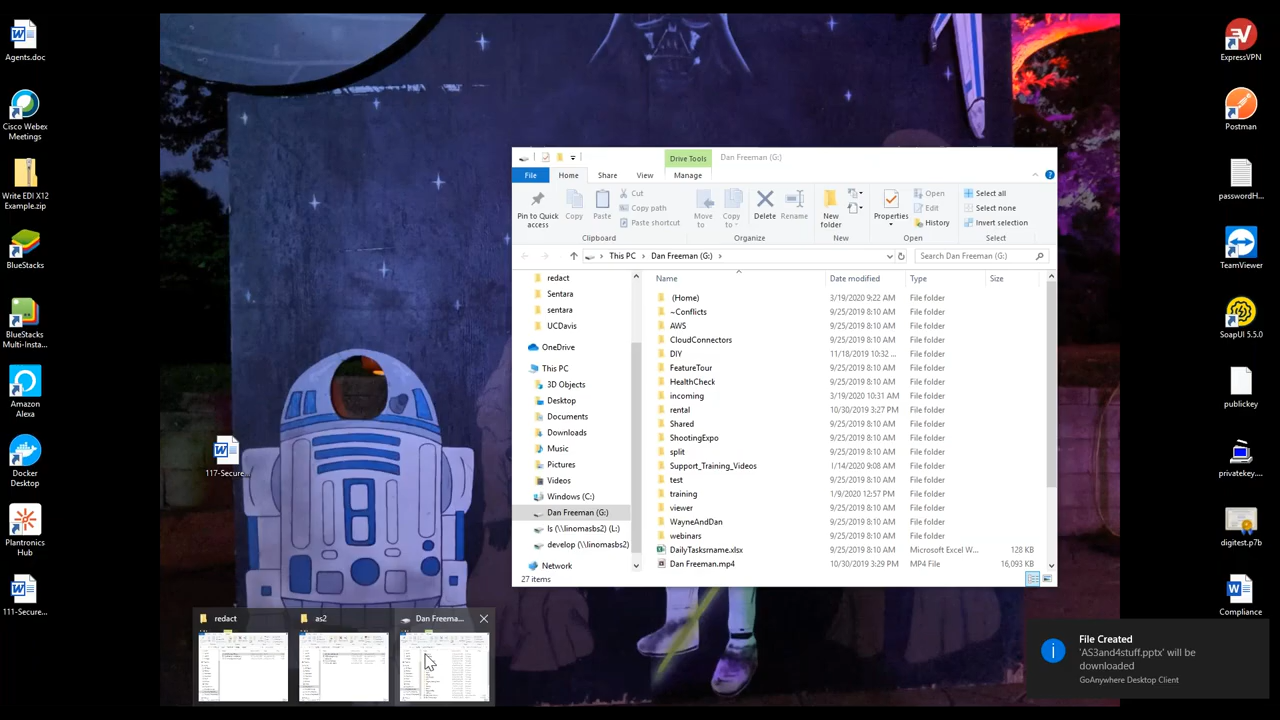 Agents.doc
Cisco Webex
Meetings
Write EDI X12
Example.zip
BlueStacks
BlueStacks
Multi-Insta...
Amazon
Alexa
Docker
Desktop
Plantronics
Hub
111-Secure...
117-Secure...
Drive Tools
Dan Freeman (G:)
File
Home
Share
View
Manage
Pin to Quick
access
Copy
Paste
Cut
Copy path
Paste shortcut
Clipboard
Move
to
Copy
to
Delete
Rename
Organize
New
folder
New
Properties
Open
Edit
History
Open
Select all
Select none
Invert selection
Select
This PC
Dan Freeman (G:)
Search Dan Freeman (G:)
redact
Sentara
sentara
UCDavis
OneDrive
This PC
3D Objects
Desktop
Documents
Downloads
Music
Pictures
Videos
Windows (C:)
Dan Freeman (G:)
ls (\\linomasbs2) (L:)
develop (\\linomasbs2)
Network
Name Date modified Type Size
(Home) 3/19/2020 9:22 AM File folder
~Conflicts 9/25/2019 8:10 AM File folder
AWS 9/25/2019 8:10 AM File folder
CloudConnectors 9/25/2019 8:10 AM File folder
DIY 11/18/2019 10:32 ... File folder
FeatureTour 9/25/2019 8:10 AM File folder
HealthCheck 9/25/2019 8:10 AM File folder
incoming 3/19/2020 10:31 AM File folder
rental 10/30/2019 3:27 PM File folder
Shared 9/25/2019 8:10 AM File folder
ShootingExpo 9/25/2019 8:10 AM File folder
split 9/25/2019 8:10 AM File folder
Support_Training_Videos 1/14/2020 9:08 AM File folder
test 9/25/2019 8:10 AM File folder
training 1/9/2020 12:57 PM File folder
viewer 9/25/2019 8:10 AM File folder
WayneAndDan 9/25/2019 8:10 AM File folder
webinars 9/25/2019 8:10 AM File folder
DailyTasksrname.xlsx 9/25/2019 8:10 AM Microsoft Excel W... 128 KB
Dan Freeman.mp4 10/30/2019 3:29 PM MP4 File 16,093 KB
27 items
redact
as2
Dan Freema...
ExpressVPN
Postman
passwordH...
TeamViewer
SoapUI 5.5.0
publickey
privatekey....
digitest.p7b
Compliance
File Created
'AS3and4stuff.pptx' will be
downloaded
GoAnywhere Desktop Client